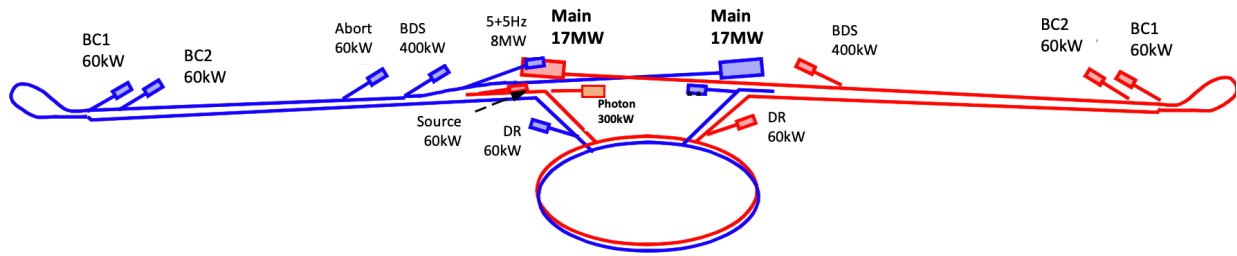 BC1
60kW
BC2
60kW
Abort
60kW
BDS
400kW
5+5Hz
8MW
Main
17MW
Main
17MW
BDS
400kW
BC2
60kW
BC1
60kW
Source
60kW
Photon
300kW
DR
60kW
DR
60kW